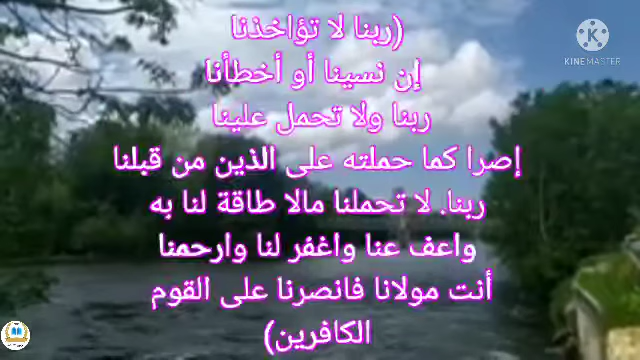 (ربنا لا تؤاخذنا
إن نسينا أو أخطأنا
ربنا ولا تحمل علينا
إصرا كما حملته على الذين من قبلنا
ربنا. لا تحملنا مالا طاقة لنا به
واعف عنا واغفر لنا وارحمنا
أنت مولانا فانصرنا على القوم
الكافرين)
KINEMASTER